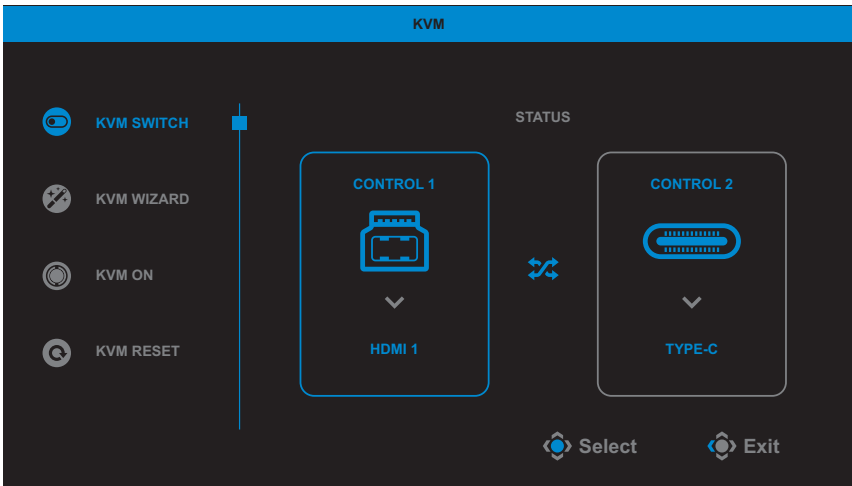 KVM
KVM SWITCH
KVM WIZARD
KVM ON
KVM RESET
STATUS
CONTROL 1
HDMI 1
CONTROL 2
TYPE-C
Select
Exit